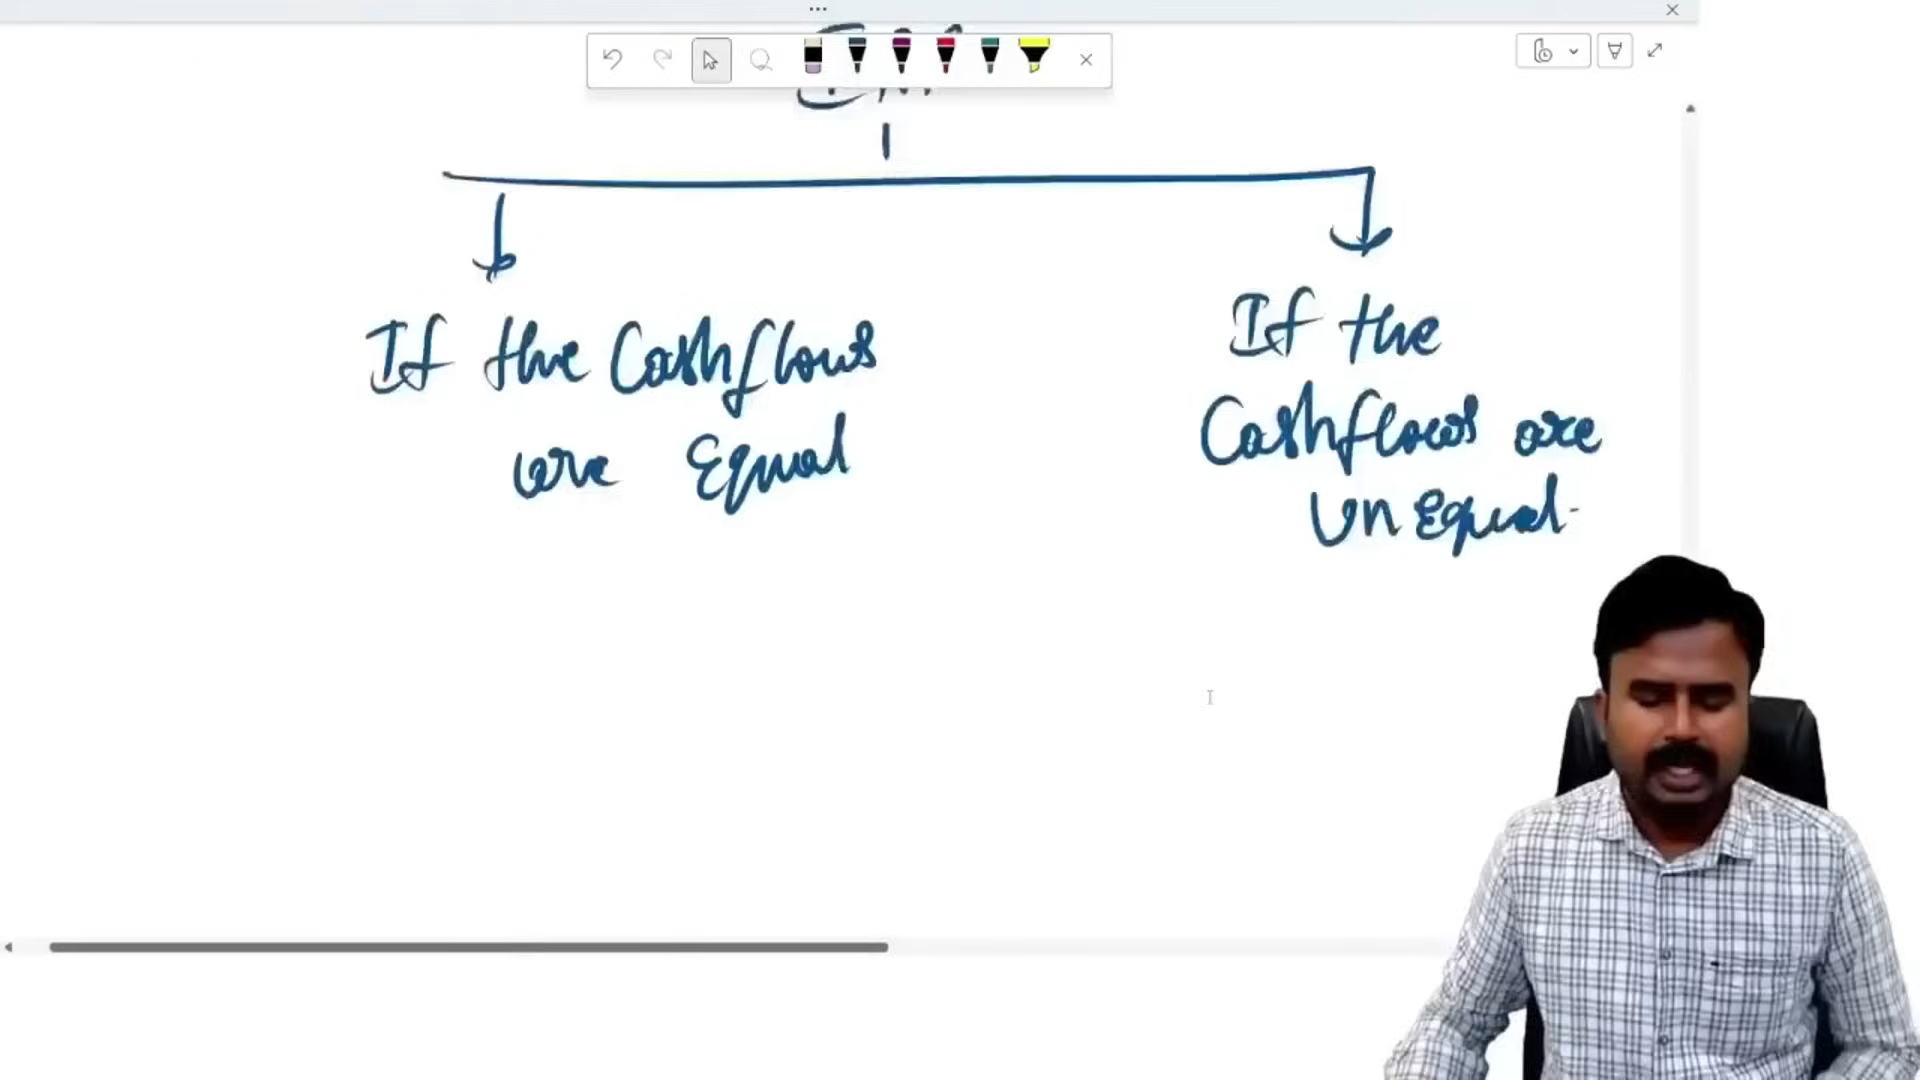 If the Cashflows
are Equal
If the
Cashflows are
Un Equal.